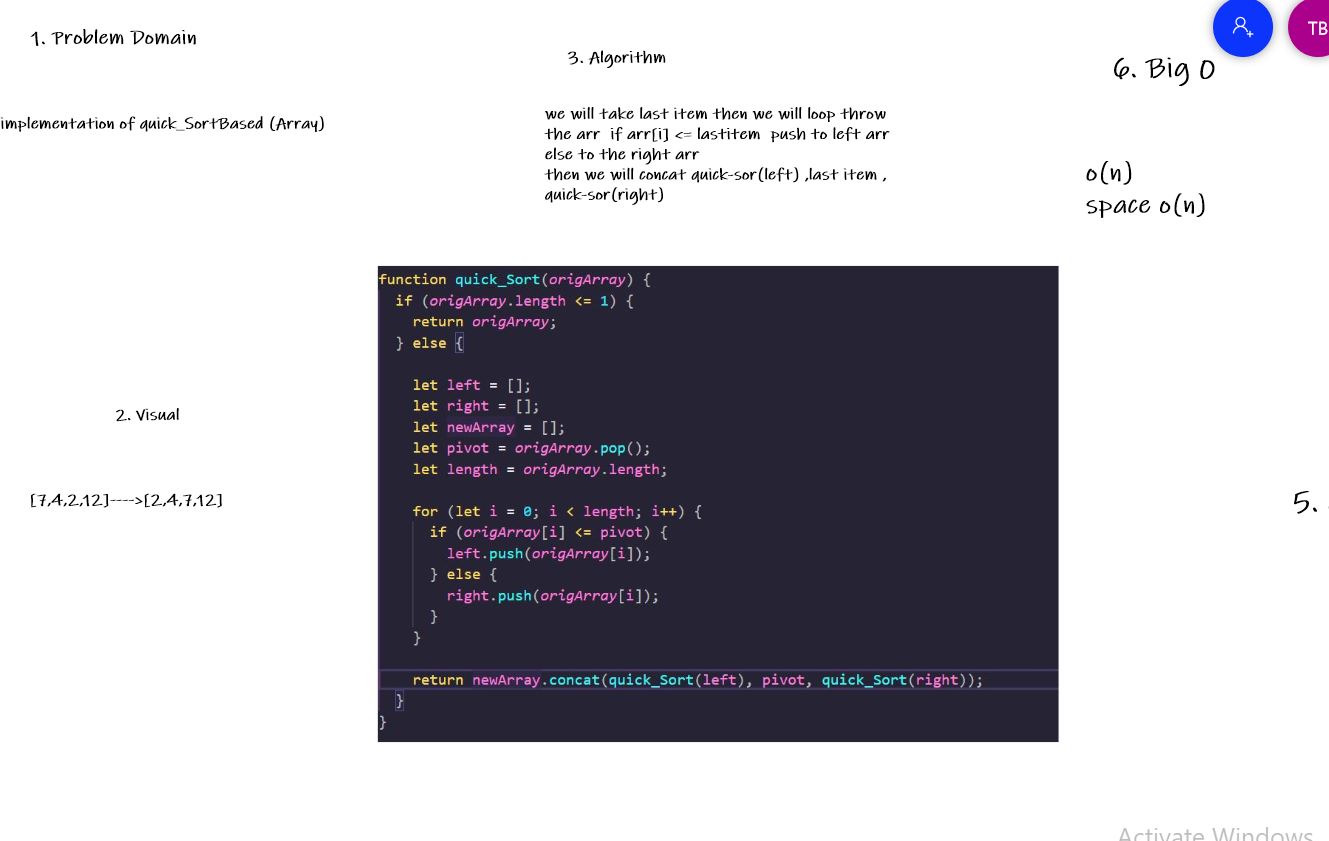 1. Problem Domain
implementation of quick_SortBased (Array)
2. Visual
[7,4,2,12]---->[2,4,7,12]
3. Algorithm
we will take last item then we will loop throw
the arr if arr[i] <= lastitem push to left arr
else to the right arr
then we will concat quick-sor(left) ,last item ,
quick-sor(right)
function quick_Sort(origArray) {
if (origArray.length <= 1) {
return origArray;
} else {
let left = [];
let right = [];
let newArray = [];
let pivot = origArray.pop();
let length = origArray.length;
for (let i = 0; i < length; i++) {
if (origArray[i] <= pivot) {
left.push(origArray[i]);
} else {
right.push(origArray[i]);
}
}
return newArray.concat(quick_Sort(left), pivot, quick_Sort(right));
}
}
TB
6. Big O
o(n)
space o(n)
5.
Activate Windows